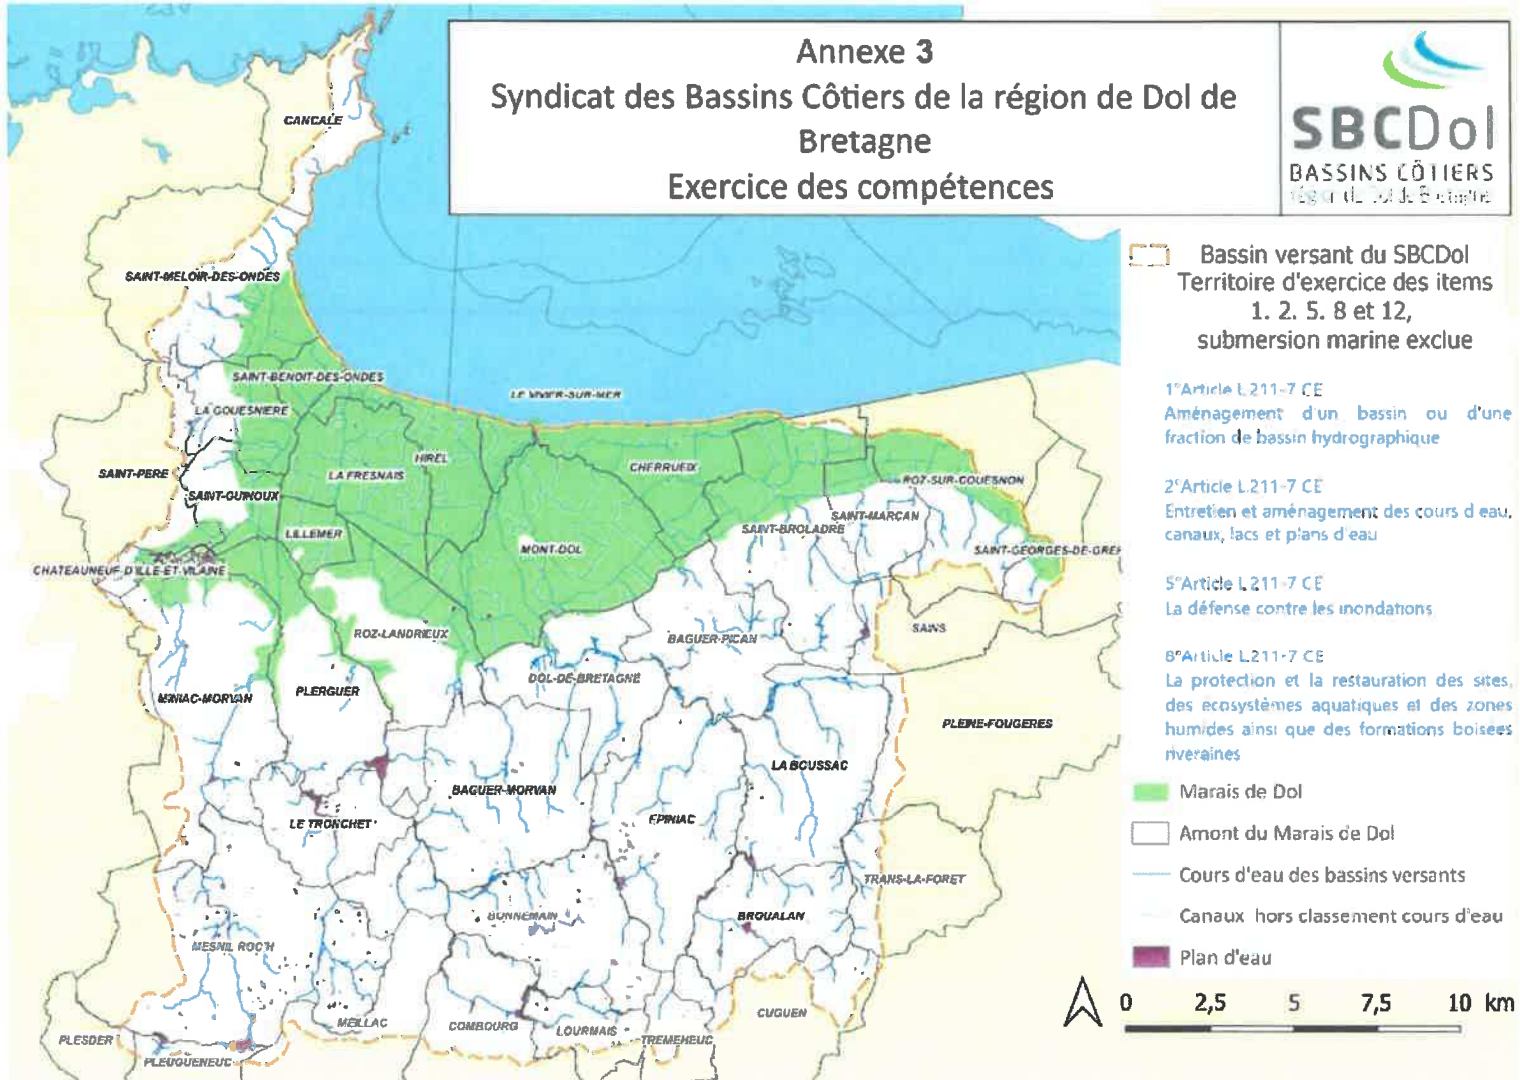 Annexe 3
Syndicat des Bassins Côtiers de la région de Dol de
Bretagne
Exercice des compétences
SBCDol
BASSINS CÔTIERS
Bassin versant du SBCDol
Territoire d'exercice des items
1. 2. 5. 8 et 12,
submersion marine exclue
1°Article L.211-7 CE
Aménagement d'un bassin ou d'une
fraction de bassin hydrographique
2°Article L.211-7 CE
Entretien et aménagement des cours d eau,
canaux, lacs et plans d'eau
5°Article L.211-7 CE
La défense contre les inondations
8°Article L.211-7 CE
La protection et la restauration des sites,
des écosystèmes aquatiques et des zones
humides ainsi que des formations boisées
riveraines
Marais de Dol
Amont du Marais de Dol
Cours d'eau des bassins versants
Canaux hors classement cours d'eau
Plan d'eau
0 2,5 5 7,5 10 km
CANCALE
SAINT-MELOIR-DES-ONDES
SAINT-BENOIT-DES-ONDES
LE VIVIER-SUR-MER
LA GOUESNIERE
HIREL
CHERRUEIX
SAINT-PERE
LA FRESNAIS
ROZ-SUR-COUESNON
SAINT-GUINOUX
SAINT-MARCAN
SAINT-BROLADRE
LILLEMER
MONT-DOL
SAINT-GEORGES-DE-GREH
CHATEAUNEUF-D'ILLE-ET-VILAINE
ROZ-LANDRIEUX
BAGUER-PICAN
SAINS
DOL-DE-BRETAGNE
MINIAC-MORVAN
PLERGUER
PLEINE-FOUGERES
LA BOUSSAC
BAGUER-MORVAN
LE TRONCHET
EPINIAC
TRANS-LA-FORET
BONNEMAIN
BROUALAN
MESNIL ROC'H
CUGUEN
MEILLAC
COMBOURG
LOURMAIS
TREMEHEUC
PLESDER
PLEUGUENEUC